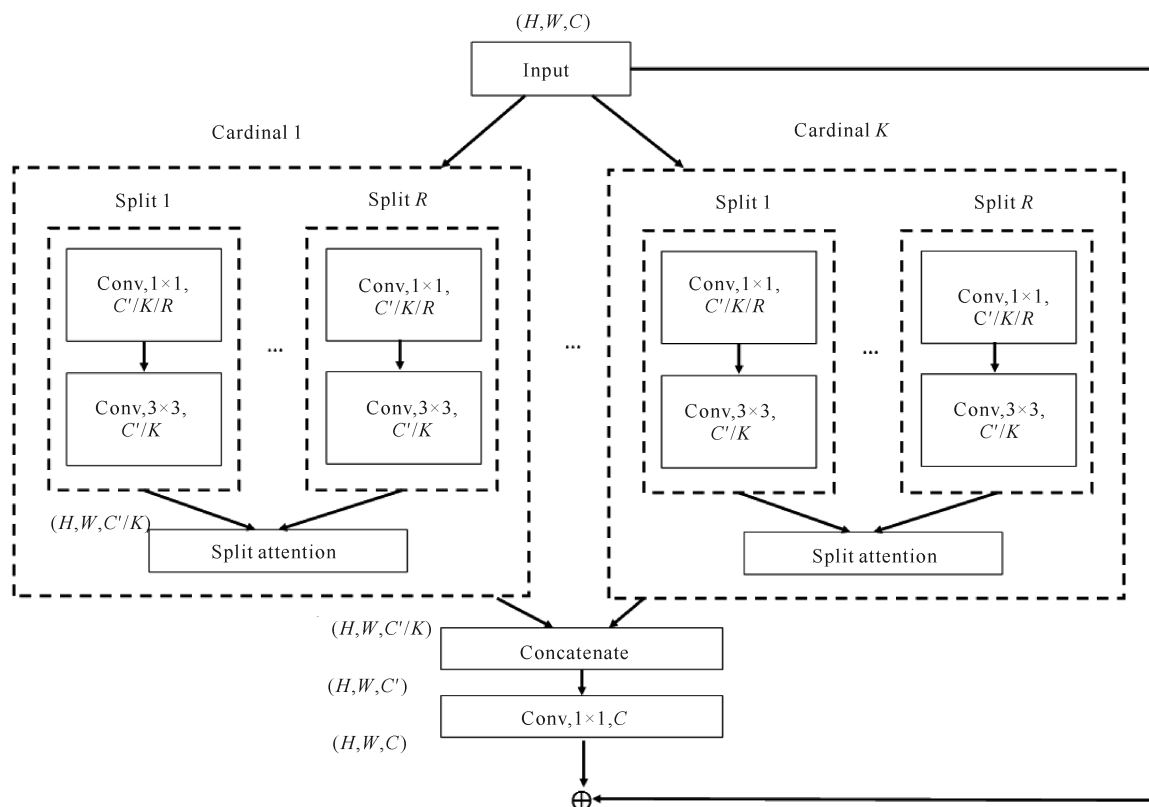 (H,W,C)
Input
Cardinal 1
Cardinal K
Split 1
Split R
Split 1
Split R
Conv,1×1,
C'/K/R
Conv,1×1,
C'/K/R
Conv,1×1,
C'/K/R
Conv,1×1,
C'/K/R
...
...
...
Conv,3×3,
C'/K
Conv,3×3,
C'/K
Conv,3×3,
C'/K
Conv,3×3,
C'/K
(H,W,C'/K)
Split attention
Split attention
(H,W,C'/K)
Concatenate
(H,W,C')
Conv,1×1,C
(H,W,C)
⊕